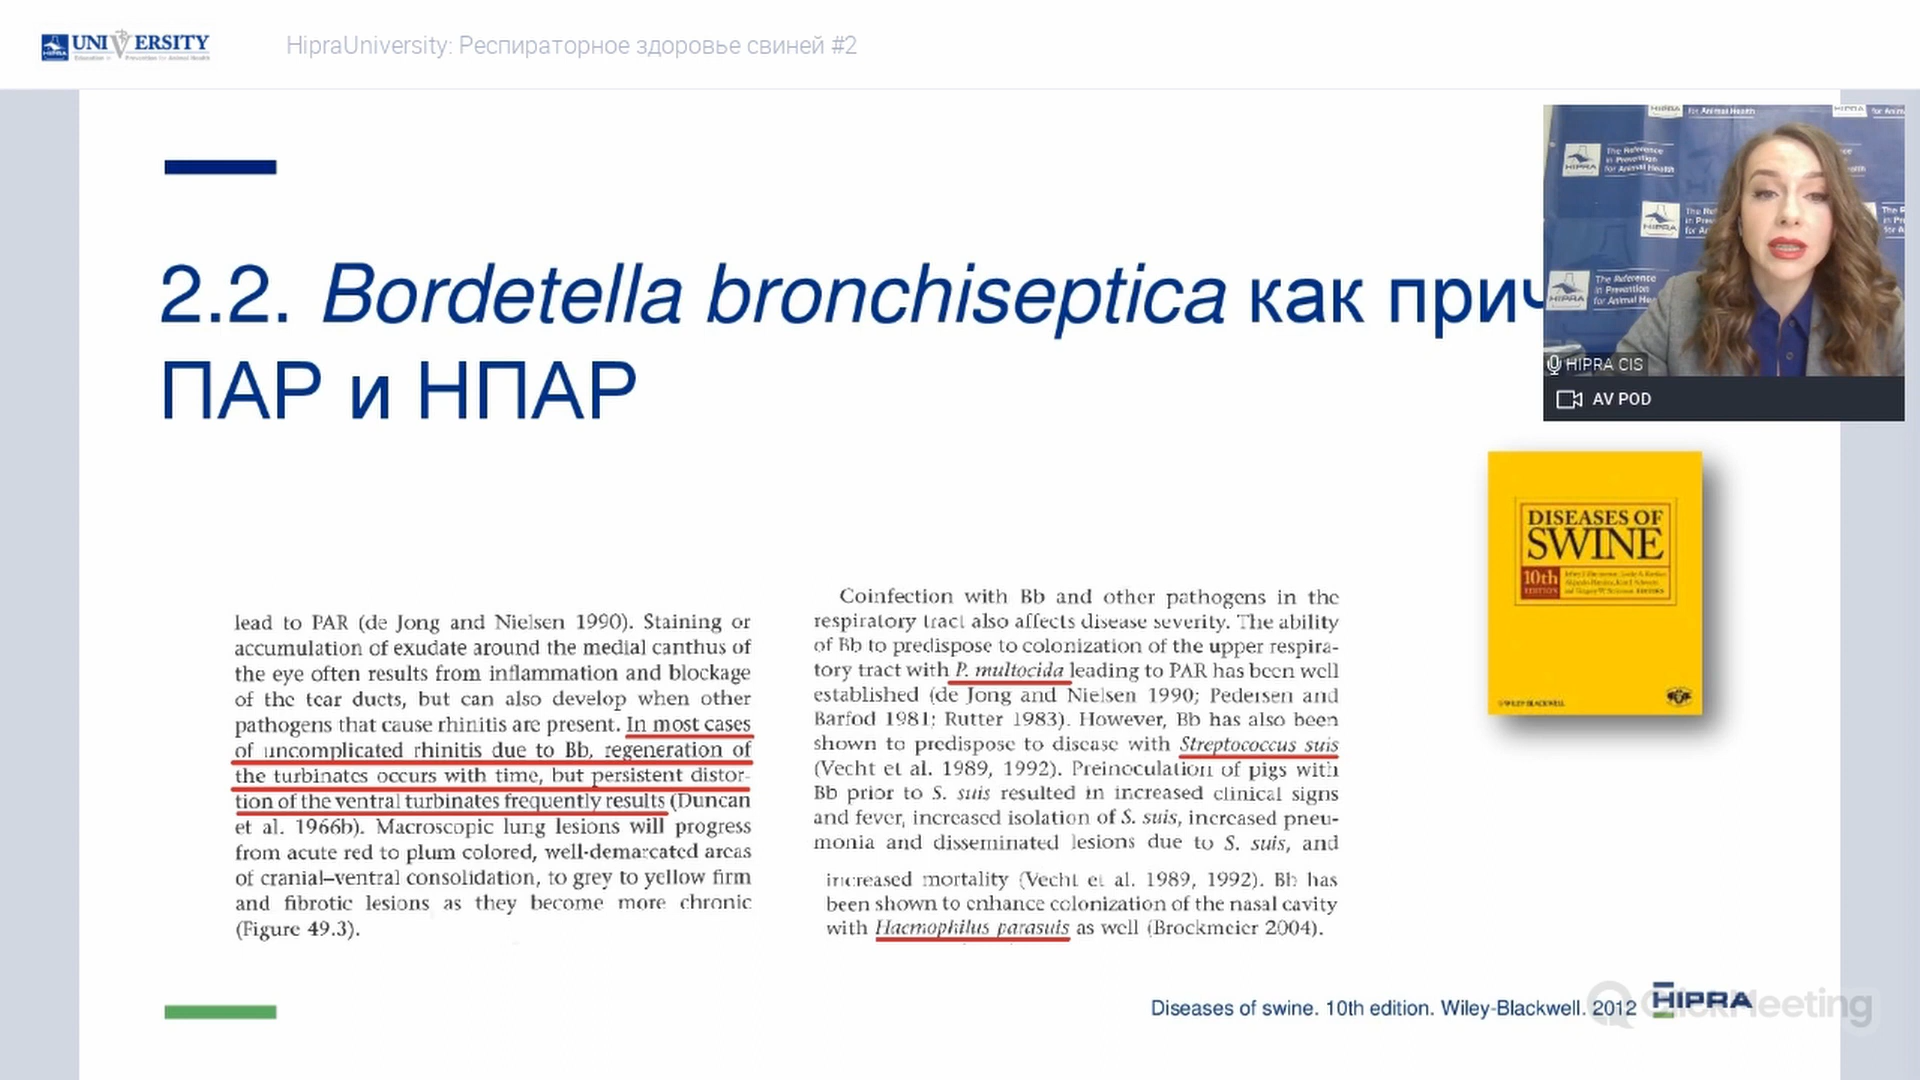 UNIVERSITY
HIPRA
HipraUniversity: Респираторное здоровье свиней #2
2.2. Bordetella bronchiseptica как прич
ПАР и НПАР
The Reference
in Prevention
for Animal Health
HIPRA
HIPRA CIS
AV POD
DISEASES OF
SWINE
10th
EDITION
WILEY-BLACKWELL
lead to PAR (de Jong and Nielsen 1990). Staining or
accumulation of exudate around the medial canthus of
the eye often results from inflammation and blockage
of the tear ducts, but can also develop when other
pathogens that cause rhinitis are present. In most cases
of uncomplicated rhinitis due to Bb, regeneration of
the turbinates occurs with time, but persistent distor-
tion of the ventral turbinates frequently results (Duncan
et al. 1966b). Macroscopic lung lesions will progress
from acute red to plum colored, well-demarcated areas
of cranial–ventral consolidation, to grey to yellow firm
and fibrotic lesions as they become more chronic
(Figure 49.3).
Coinfection with Bb and other pathogens in the
respiratory tract also affects disease severity. The ability
of Bb to predispose to colonization of the upper respira-
tory tract with P. multocida leading to PAR has been well
established (de Jong and Nielsen 1990; Pedersen and
Barfod 1981; Rutter 1983). However, Bb has also been
shown to predispose to disease with Streptococcus suis
(Vecht et al. 1989, 1992). Preinoculation of pigs with
Bb prior to S. suis resulted in increased clinical signs
and fever, increased isolation of S. suis, increased pneu-
monia and disseminated lesions due to S. suis, and
increased mortality (Vecht et al. 1989, 1992). Bb has
been shown to enhance colonization of the nasal cavity
with Haemophilus parasuis as well (Brockmeier 2004).
Diseases of swine. 10th edition. Wiley-Blackwell. 2012
HIPRA
ClickMeeting